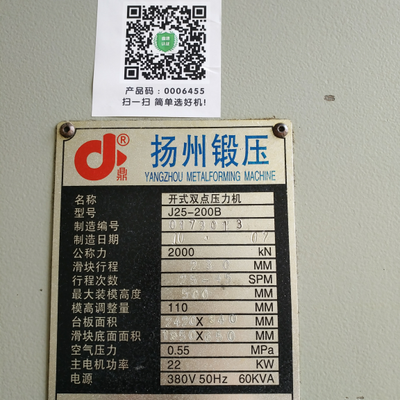 产品码：0006455
扫一扫 简单选好机!
®
鼎
扬州锻压
YANGZHOU METALFORMING MACHINE
名称 开式双点压力机
型号 J25-200B
制造编号
制造日期 10 07
公称力 2000 kN
滑块行程 MM
行程次数 SPM
最大装模高度 500 MM
模高调整量 110 MM
台板面积 X MM
滑块底面面积 X MM
空气压力 0.55 MPa
主电机功率 22 KW
电源 380V 50Hz 60KVA